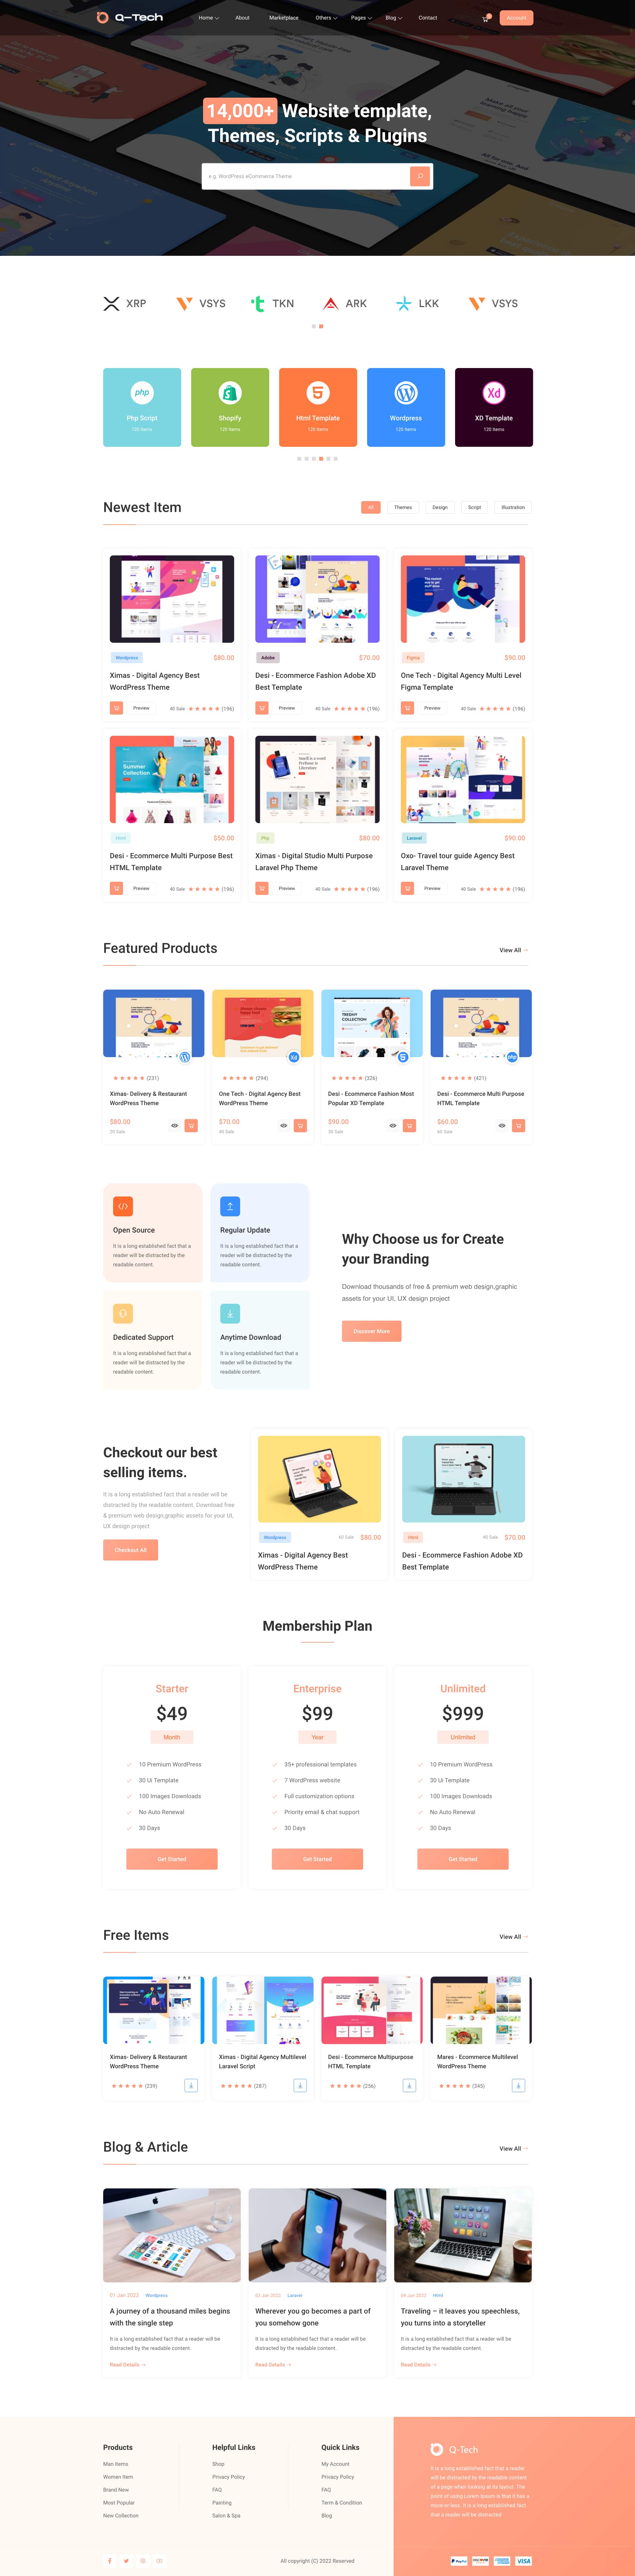 Q-Tech
Home
About
Marketplace
Others
Pages
Blog
Contact
Account
14,000+ Website template,
Themes, Scripts & Plugins
e.g. WordPress eCommerce Theme
XRP
VSYS
TKN
ARK
LKK
VSYS
php
Php Script
120 Items
Shopify
120 Items
Html Template
120 Items
Wordpress
120 Items
Xd
XD Template
120 Items
Newest Item
All
Themes
Design
Script
Illustration
Wordpress
$80.00
Ximas - Digital Agency Best
WordPress Theme
Preview
40 Sale
(196)
Adobe
$70.00
Desi - Ecommerce Fashion Adobe XD
Best Template
Preview
40 Sale
(196)
Figma
$90.00
One Tech - Digital Agency Multi Level
Figma Template
Preview
40 Sale
(196)
Summer
Collection
Html
$50.00
Desi - Ecommerce Multi Purpose Best
HTML Template
Preview
40 Sale
(196)
Php
$80.00
Ximas - Digital Studio Multi Purpose
Laravel Php Theme
Preview
40 Sale
(196)
Laravel
$90.00
Oxo- Travel tour guide Agency Best
Laravel Theme
Preview
40 Sale
(196)
Featured Products
View All
(231)
Ximas- Delivery & Restaurant
WordPress Theme
$80.00
20 Sale
Xd
(294)
One Tech - Digital Agency Best
WordPress Theme
$70.00
40 Sale
(326)
Desi - Ecommerce Fashion Most
Popular XD Template
$90.00
30 Sale
php
(421)
Desi - Ecommerce Multi Purpose
HTML Template
$60.00
60 Sale
Open Source
It is a long established fact that a
reader will be distracted by the
readable content.
Regular Update
It is a long established fact that a
reader will be distracted by the
readable content.
Dedicated Support
It is a long established fact that a
reader will be distracted by the
readable content.
Anytime Download
It is a long established fact that a
reader will be distracted by the
readable content.
Why Choose us for Create
your Branding
Download thousands of free & premium web design,graphic
assets for your UI, UX design project
Discover More
Checkout our best
selling items.
It is a long established fact that a reader will be
distracted by the readable content. Download free
& premium web design,graphic assets for your UI,
UX design project
Checkout All
Wordpress
60 Sale
$80.00
Ximas - Digital Agency Best
WordPress Theme
Html
40 Sale
$70.00
Desi - Ecommerce Fashion Adobe XD
Best Template
Membership Plan
Starter
$49
Month
10 Premium WordPress
30 Ui Template
100 Images Downloads
No Auto Renewal
30 Days
Get Started
Enterprise
$99
Year
35+ professional templates
7 WordPress website
Full customization options
Priority email & chat support
30 Days
Get Started
Unlimited
$999
Unlimited
10 Premium WordPress
30 Ui Template
100 Images Downloads
No Auto Renewal
30 Days
Get Started
Free Items
View All
Ximas- Delivery & Restaurant
WordPress Theme
(239)
Ximas - Digital Agency Multilevel
Laravel Script
(287)
Desi - Ecommerce Multipurpose
HTML Template
(256)
Mares - Ecommerce Multilevel
WordPress Theme
(345)
Blog & Article
View All
01 Jan 2022
Wordpress
A journey of a thousand miles begins
with the single step
It is a long established fact that a reader will be
distracted by the readable content.
Read Details
03 Jan 2022
Laravel
Wherever you go becomes a part of
you somehow gone
It is a long established fact that a reader will be
distracted by the readable content.
Read Details
04 Jan 2022
Html
Traveling – it leaves you speechless,
you turns into a storyteller
It is a long established fact that a reader will be
distracted by the readable content.
Read Details
Products
Man Items
Woman Item
Brand New
Most Popular
New Collection
Helpful Links
Shop
Privacy Policy
FAQ
Painting
Salon & Spa
Quick Links
My Account
Privacy Policy
FAQ
Term & Condition
Blog
All copyright (C) 2022 Reserved
Q-Tech
It is a long established fact that a reader
will be distracted by the readable content
of a page when looking at its layout. The
point of using Lorem Ipsum is that it has a
more-or-less. It is a long established fact
that a reader will be distracted
PayPal
VISA